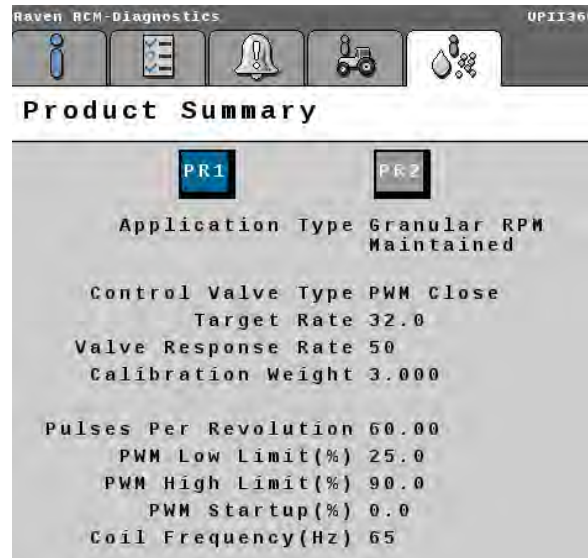 Raven RCM-Diagnostics UPII36
Product Summary
PR1 PR2
Application Type Granular RPM
Maintained
Control Valve Type PWM Close
Target Rate 32.0
Valve Response Rate 50
Calibration Weight 3.000
Pulses Per Revolution 60.00
PWM Low Limit(%) 25.0
PWM High Limit(%) 90.0
PWM Startup(%) 0.0
Coil Frequency(Hz) 65